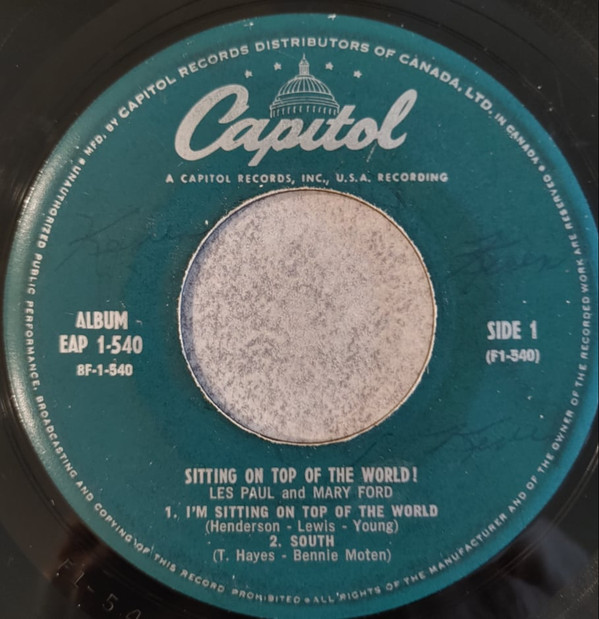 MFD. BY CAPITOL RECORDS DISTRIBUTORS OF CANADA, LTD. IN CANADA • UNAUTHORIZED PUBLIC PERFORMANCE, BROADCASTING AND COPYING OF THIS RECORD PROHIBITED • ALL RIGHTS OF THE MANUFACTURER AND OF THE OWNER OF THE RECORDED WORK ARE RESERVED
Capitol
A CAPITOL RECORDS, INC., U.S.A. RECORDING
ALBUM
EAP 1-540
8F-1-540
SIDE 1
(F1-540)
SITTING ON TOP OF THE WORLD!
LES PAUL and MARY FORD
1. I'M SITTING ON TOP OF THE WORLD
(Henderson - Lewis - Young)
2. SOUTH
(T. Hayes - Bennie Moten)